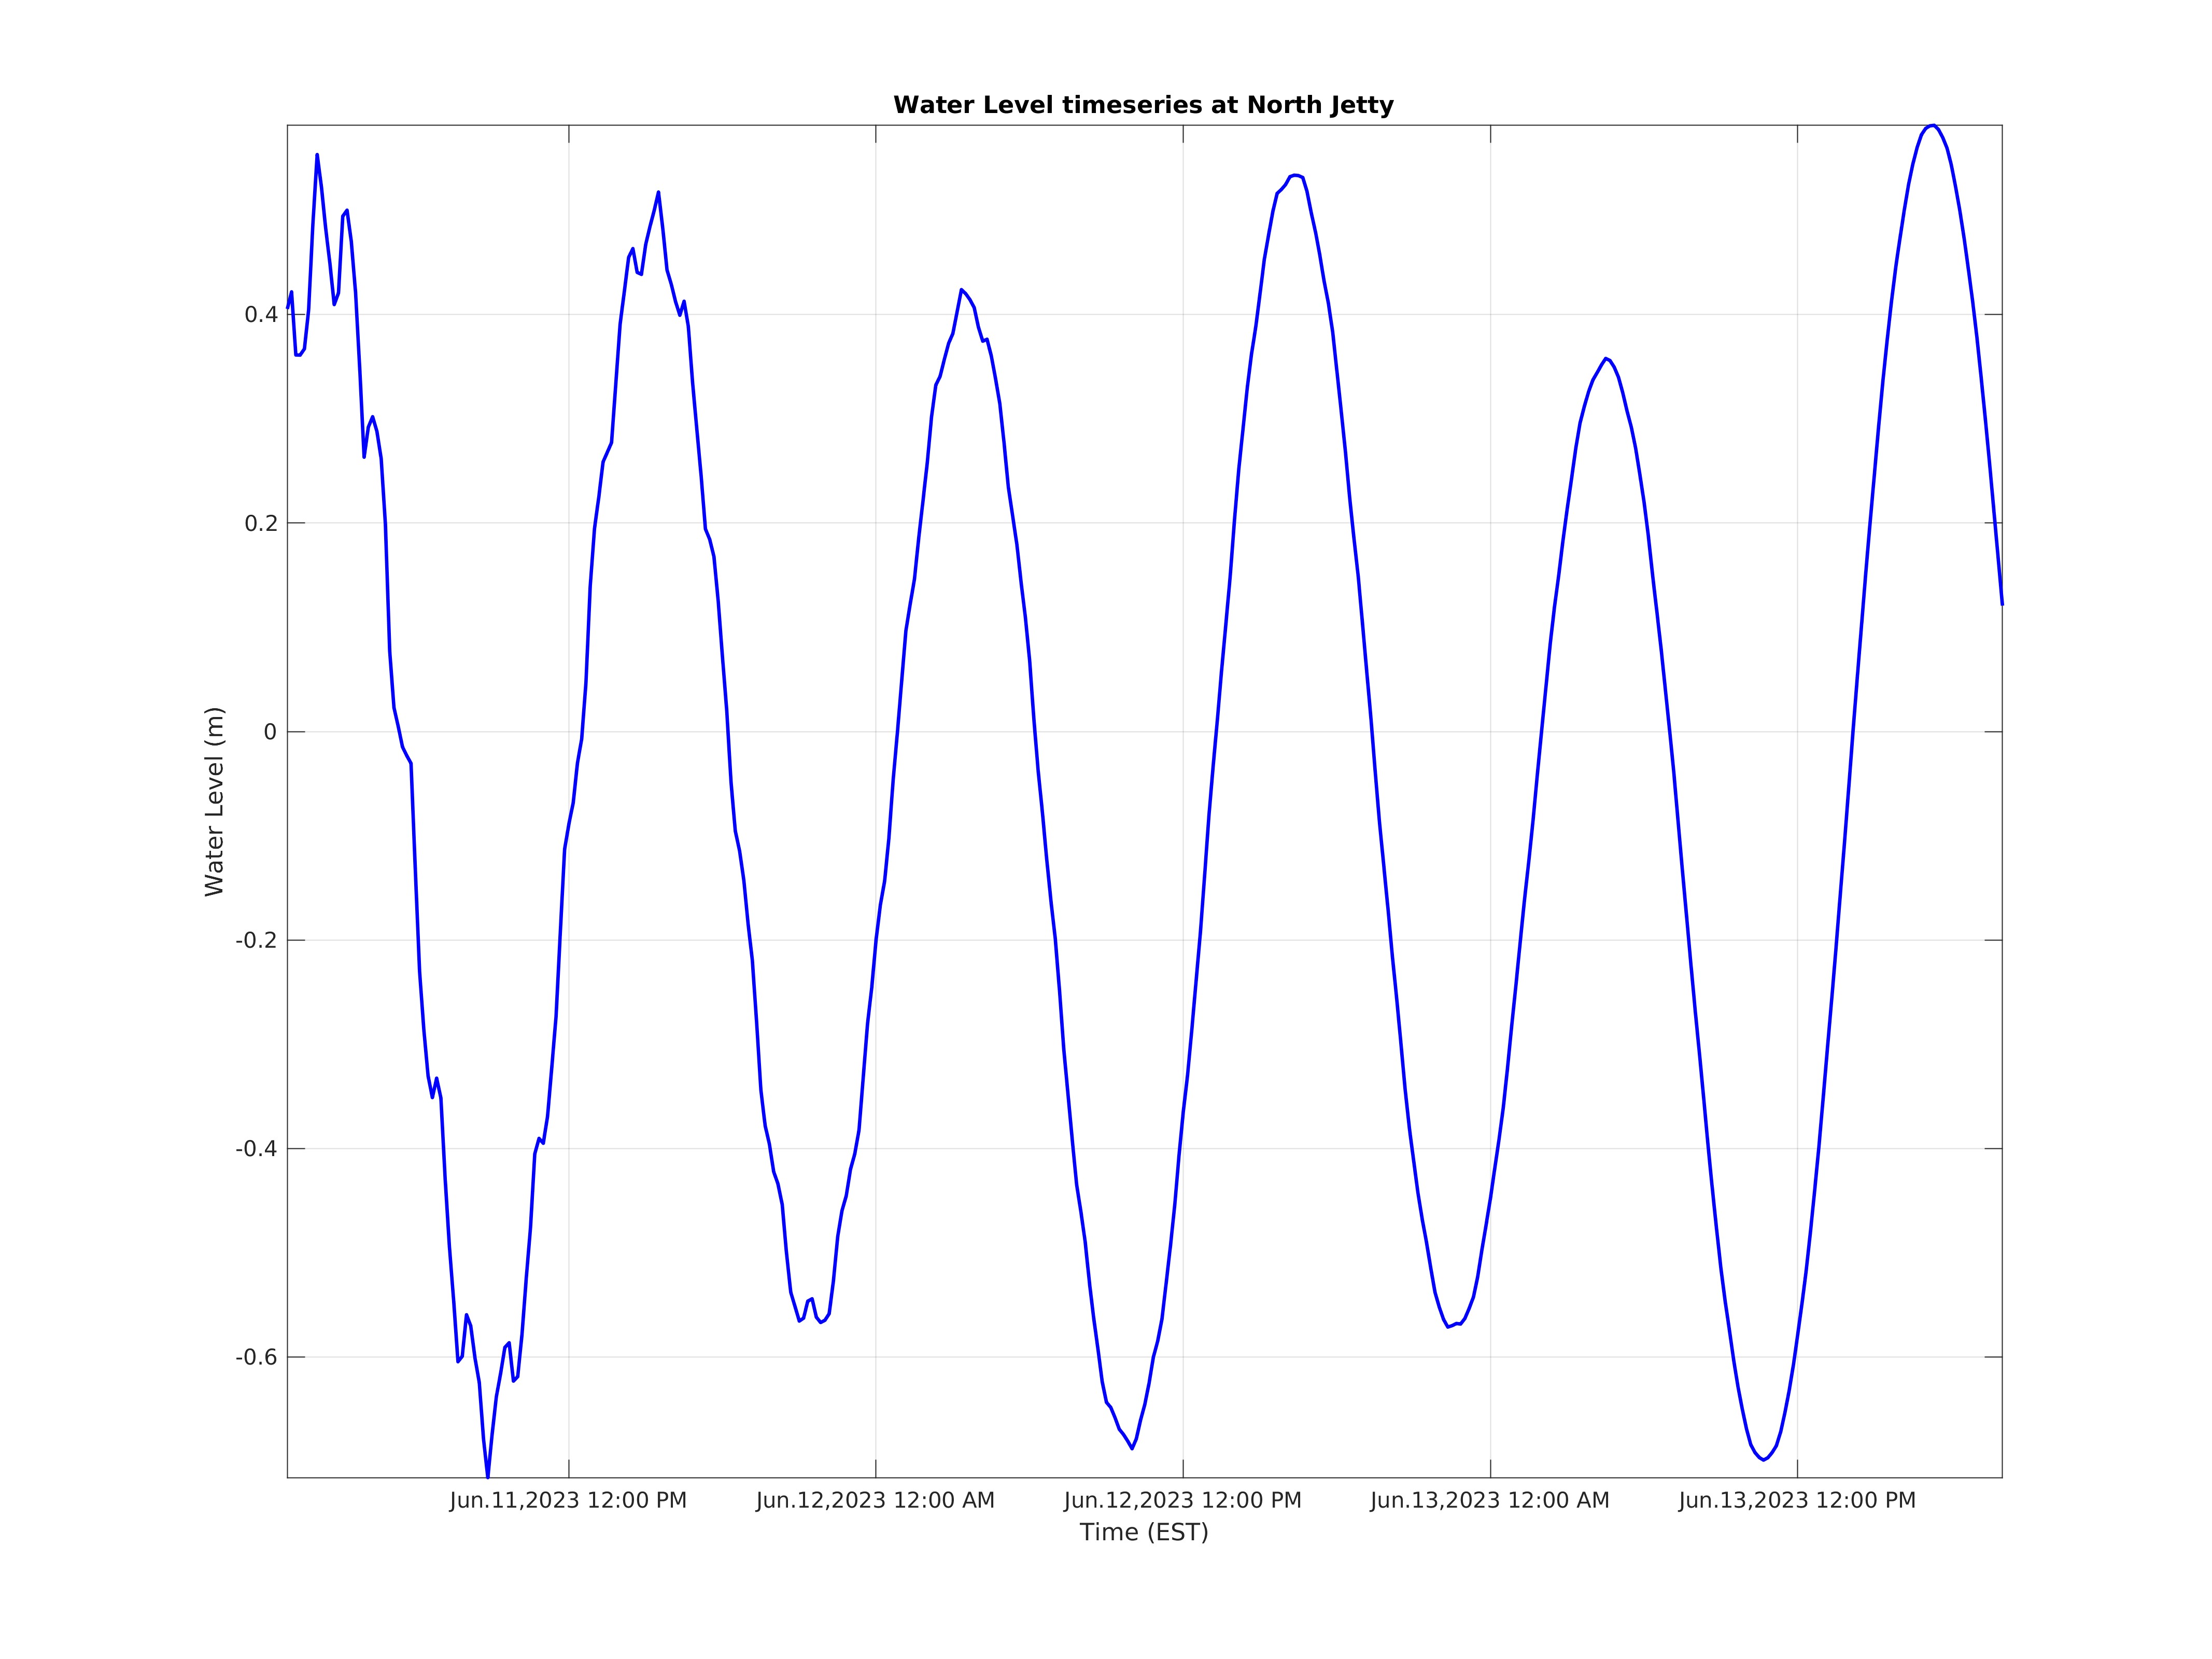 Water Level timeseries at North Jetty
0.4
0.2
0
-0.2
-0.4
-0.6
Water Level (m)
Jun.11,2023 12:00 PM
Jun.12,2023 12:00 AM
Jun.12,2023 12:00 PM
Jun.13,2023 12:00 AM
Jun.13,2023 12:00 PM
Time (EST)